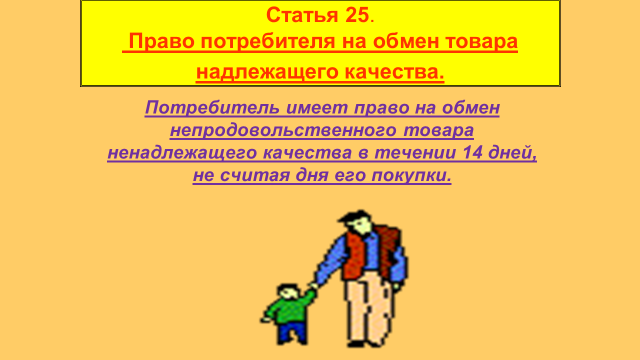 Статья 25.
Право потребителя на обмен товара
надлежащего качества.
Потребитель имеет право на обмен
непродовольственного товара
ненадлежащего качества в течении 14 дней,
не считая дня его покупки.